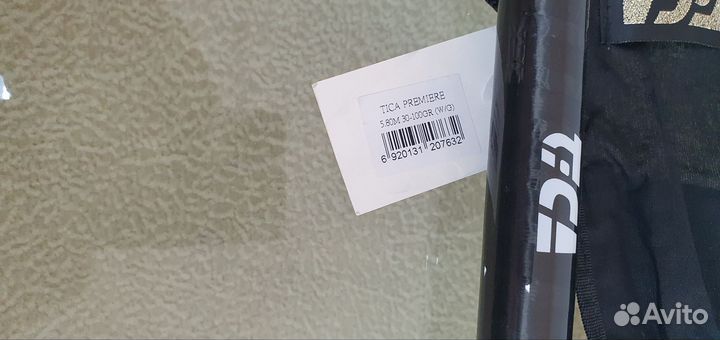 TICA PREMIERE
5.80M 30-100GR (W/G)
6 920131 207632
TiCA
Avito